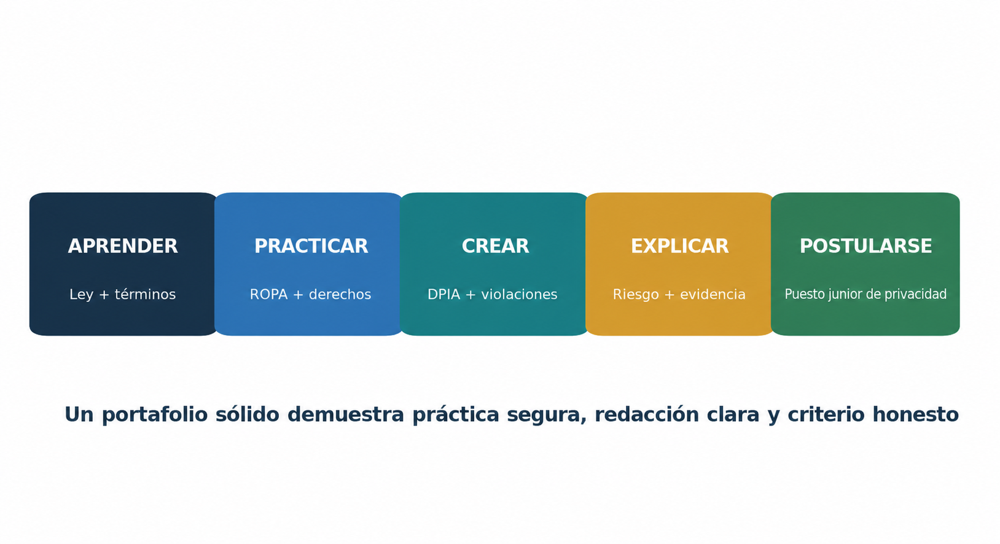 APRENDER
Ley + términos
PRACTICAR
ROPA + derechos
CREAR
DPIA + violaciones
EXPLICAR
Riesgo + evidencia
POSTULARSE
Puesto junior de privacidad
Un portafolio sólido demuestra práctica segura, redacción clara y criterio honesto